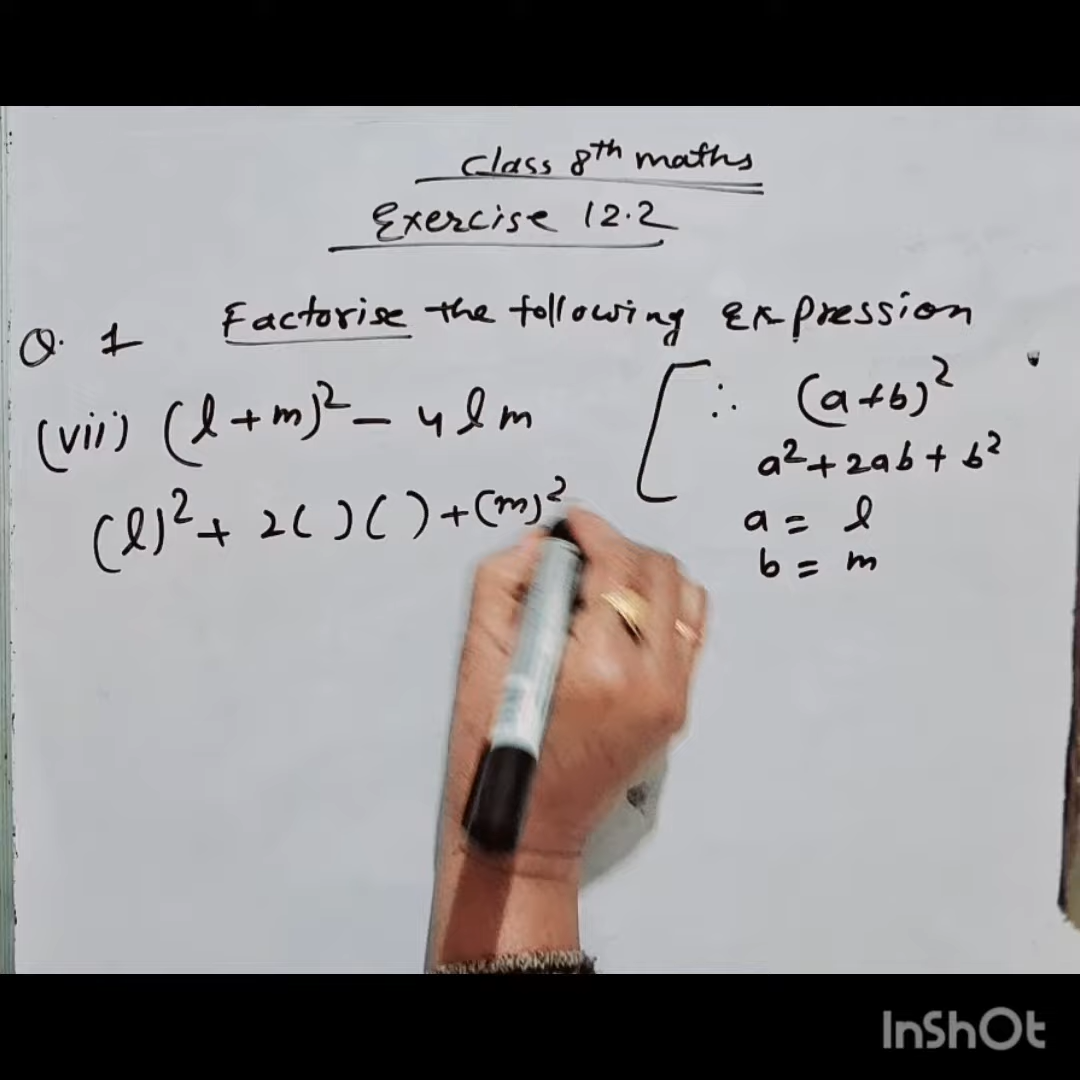 Class 8th maths
Exercise 12.2
Q. 1 Factorise the following expression
(vii) (l+m)² - 4lm
∴ (a+b)²
a² + 2ab + b²
(l)² + 2( )( ) + (m)²
a = l
b = m
InShOt